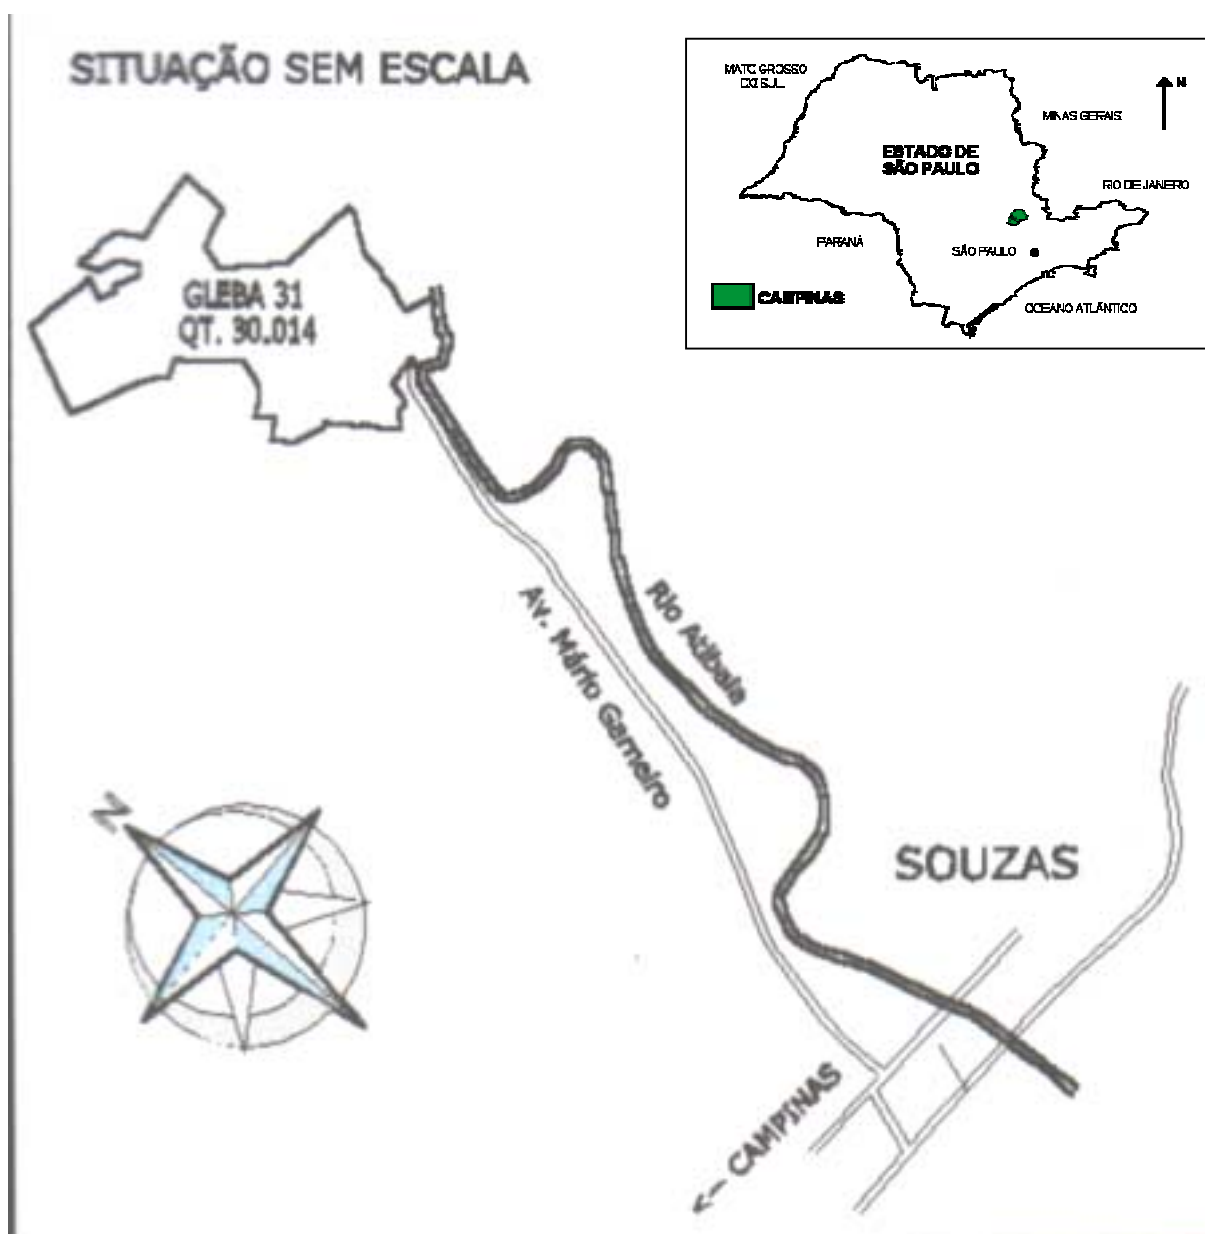 SITUAÇÃO SEM ESCALA
MATO GROSSO
DO SUL
N
MINAS GERAIS
ESTADO DE
SÃO PAULO
RIO DE JANEIRO
PARANÁ
SÃO PAULO
CAMPINAS
OCEANO ATLÂNTICO
GLEBA 31
QT. 30.014
Rio Atibaia
Av. Mário Garneiro
N
SOUZAS
<-- CAMPINAS